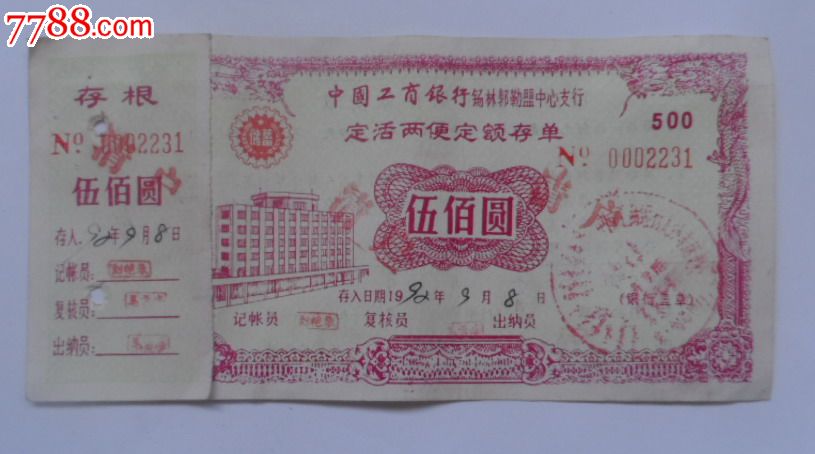 7788.com
存根
Nº 0002231
伍佰圆
存入 92年9月8日
记帐员:
复核员:
出纳员:
中国工商银行锡林郭勒盟中心支行
定活两便定额存单
500
储蓄
Nº 0002231
伍佰圆
存入日期1992年9月8日
(银行盖章)
记帐员 复核员 出纳员